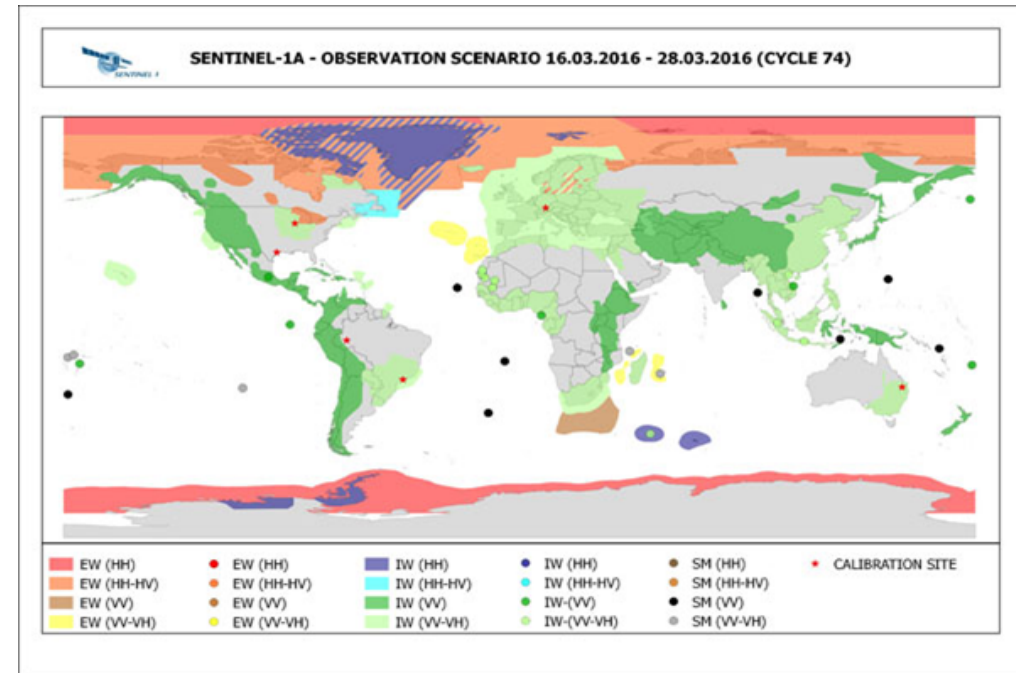 SENTINEL-1
SENTINEL-1A - OBSERVATION SCENARIO 16.03.2016 - 28.03.2016 (CYCLE 74)
EW (HH) EW (HH) IW (HH) IW (HH) SM (HH) CALIBRATION SITE
EW (HH-HV) EW (HH-HV) IW (HH-HV) IW (HH-HV) SM (HH-HV)
EW (VV) EW (VV) IW (VV) IW-(VV) SM (VV)
EW (VV-VH) EW (VV-VH) IW (VV-VH) IW-(VV-VH) SM (VV-VH)